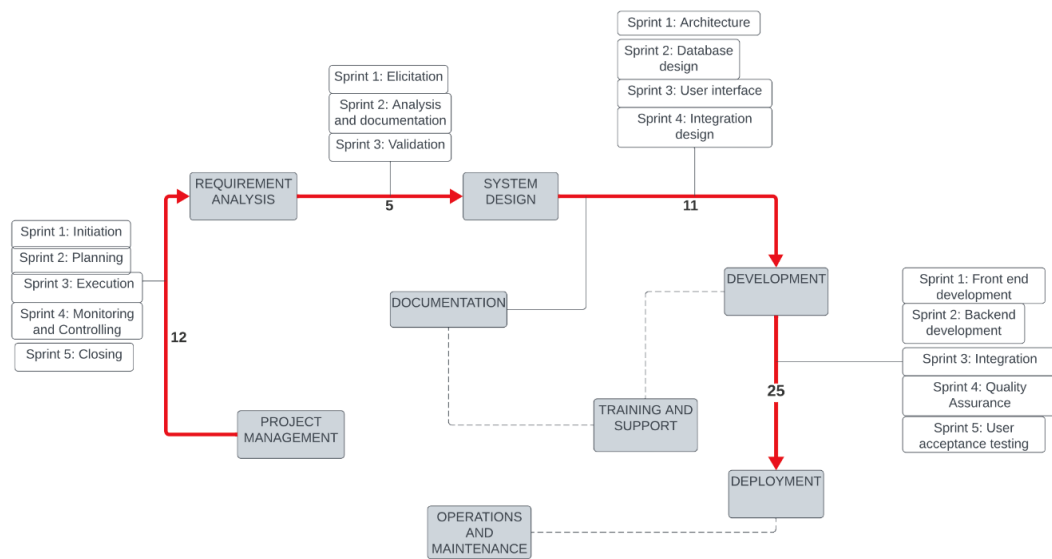 Sprint 1: Architecture
Sprint 2: Database
design
Sprint 3: User interface
Sprint 4: Integration
design
Sprint 1: Elicitation
Sprint 2: Analysis
and documentation
Sprint 3: Validation
REQUIREMENT
ANALYSIS
5
SYSTEM
DESIGN
11
Sprint 1: Initiation
Sprint 2: Planning
Sprint 3: Execution
Sprint 4: Monitoring
and Controlling
Sprint 5: Closing
12
DOCUMENTATION
DEVELOPMENT
Sprint 1: Front end
development
Sprint 2: Backend
development
Sprint 3: Integration
Sprint 4: Quality
Assurance
Sprint 5: User
acceptance testing
25
PROJECT
MANAGEMENT
TRAINING AND
SUPPORT
DEPLOYMENT
OPERATIONS
AND
MAINTENANCE